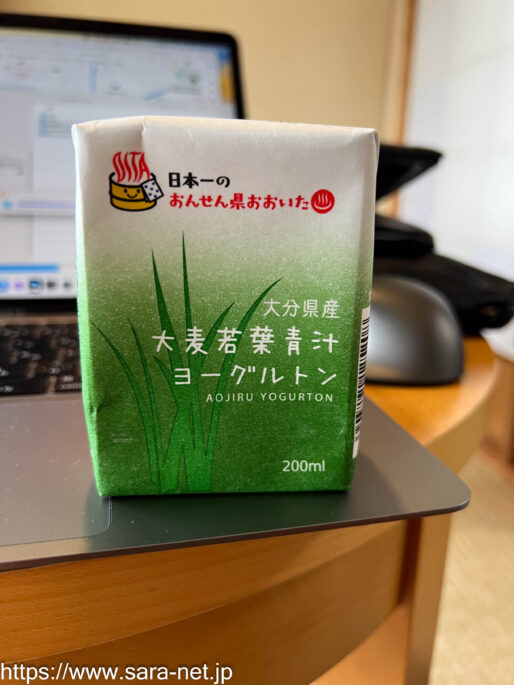 OITA
日本一の
おんせん県おおいた♨
大分県産
大麦若葉青汁
ヨーグルトン
AOJIRU YOGURTON
200ml
https://www.sara-net.jp